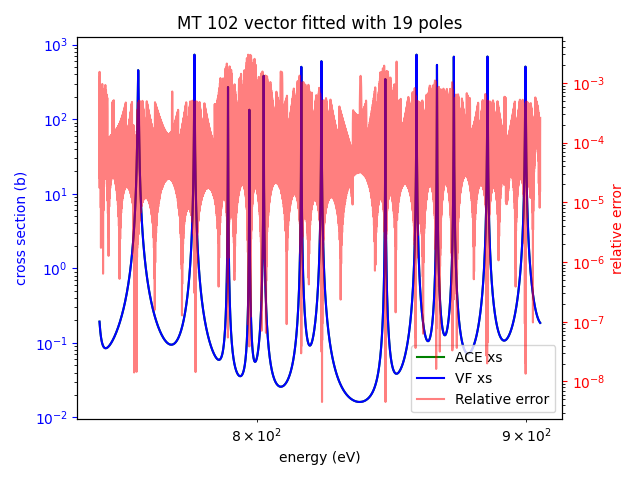 MT 102 vector fitted with 19 poles
10³
10²
10¹
10⁰
10⁻¹
10⁻²
cross section (b)
10⁻³
10⁻⁴
10⁻⁵
10⁻⁶
10⁻⁷
10⁻⁸
relative error
ACE xs
VF xs
Relative error
8 × 10²
9 × 10²
energy (eV)